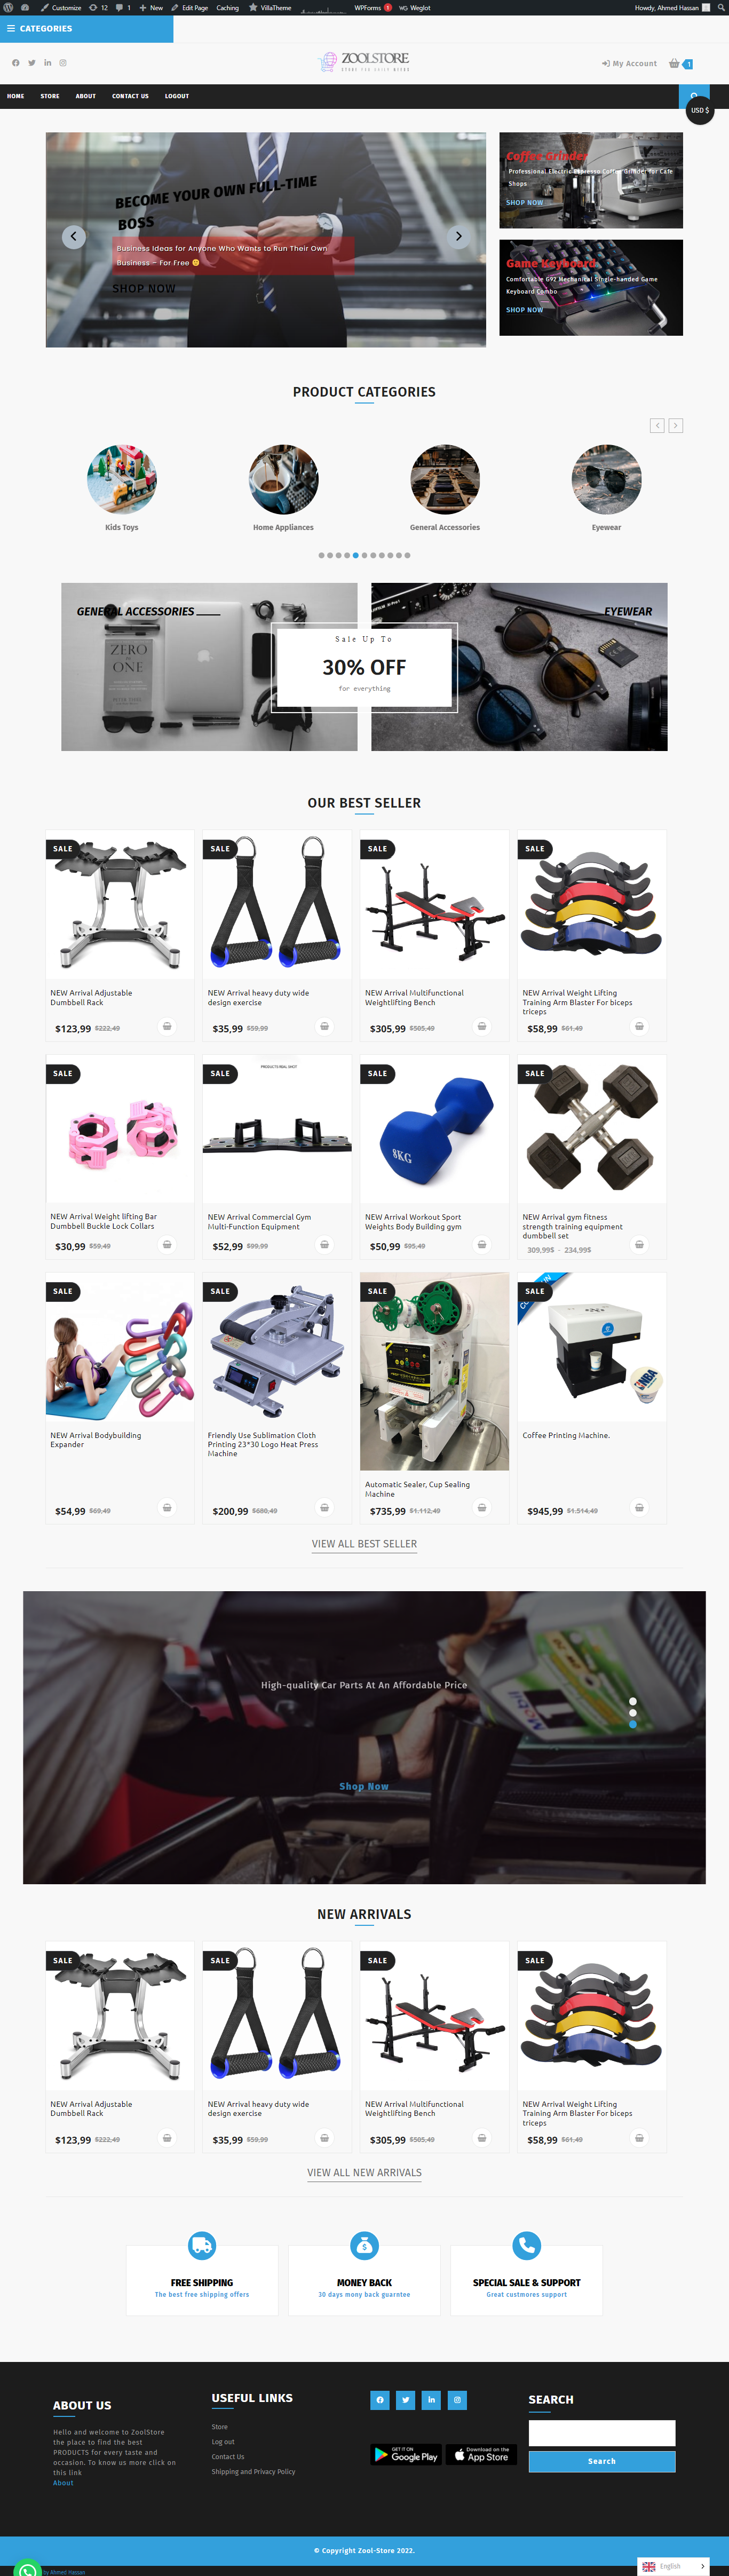 Customize 12 1 New Edit Page Caching VillaTheme WPForms 1 Weglot Howdy, Ahmed Hassan
CATEGORIES
ZOOLSTORE
My Account 1
HOME STORE ABOUT CONTACT US LOGOUT
USD $
BECOME YOUR OWN FULL-TIME
BOSS
Business Ideas for Anyone Who Wants to Run Their Own
Business – For Free
SHOP NOW
Coffee Grinder
Professional Electric Espresso Coffee Grinder for Cafe
Shops
SHOP NOW
Game Keyboard
Comfortable G92 Mechanical Single-handed Game
Keyboard Combo
SHOP NOW
PRODUCT CATEGORIES
Kids Toys
Home Appliances
General Accessories
Eyewear
GENERAL ACCESSORIES
ZERO
ONE
EYEWEAR
Sale Up To
30% OFF
for everything
OUR BEST SELLER
SALE
NEW Arrival Adjustable
Dumbbell Rack
$123,99 $222,49
SALE
NEW Arrival heavy duty wide
design exercise
$35,99 $59,99
SALE
NEW Arrival Multifunctional
Weightlifting Bench
$305,99 $505,49
SALE
NEW Arrival Weight Lifting
Training Arm Blaster For biceps
triceps
$58,99 $61,49
SALE
NEW Arrival Weight lifting Bar
Dumbbell Buckle Lock Collars
$30,99 $59,49
SALE
PRODUCTS REAL SHOT
NEW Arrival Commercial Gym
Multi-Function Equipment
$52,99 $99,99
SALE
8KG
NEW Arrival Workout Sport
Weights Body Building gym
$50,99 $95,49
SALE
NEW Arrival gym fitness
strength training equipment
dumbbell set
309,99$ - 234,99$
SALE
NEW Arrival Bodybuilding
Expander
$54,99 $69,49
SALE
Friendly Use Sublimation Cloth
Printing 23*30 Logo Heat Press
Machine
$200,99 $680,49
SALE
Automatic Sealer, Cup Sealing
Machine
$735,99 $1.112,49
SALE
NBA
Coffee Printing Machine.
$945,99 $1.514,49
VIEW ALL BEST SELLER
High-quality Car Parts At An Affordable Price
Shop Now
NEW ARRIVALS
SALE
NEW Arrival Adjustable
Dumbbell Rack
$123,99 $222,49
SALE
NEW Arrival heavy duty wide
design exercise
$35,99 $59,99
SALE
NEW Arrival Multifunctional
Weightlifting Bench
$305,99 $505,49
SALE
NEW Arrival Weight Lifting
Training Arm Blaster For biceps
triceps
$58,99 $61,49
VIEW ALL NEW ARRIVALS
FREE SHIPPING
The best free shipping offers
MONEY BACK
30 days mony back guarntee
SPECIAL SALE & SUPPORT
Great custmores support
ABOUT US
Hello and welcome to ZoolStore
the place to find the best
PRODUCTS for every taste and
occasion. To know us more click on
this link
About
USEFUL LINKS
Store
Log out
Contact Us
Shipping and Privacy Policy
GET IT ON
Google Play
Download on the
App Store
SEARCH
Search
© Copyright Zool-Store 2022.
by Ahmed Hassan
English